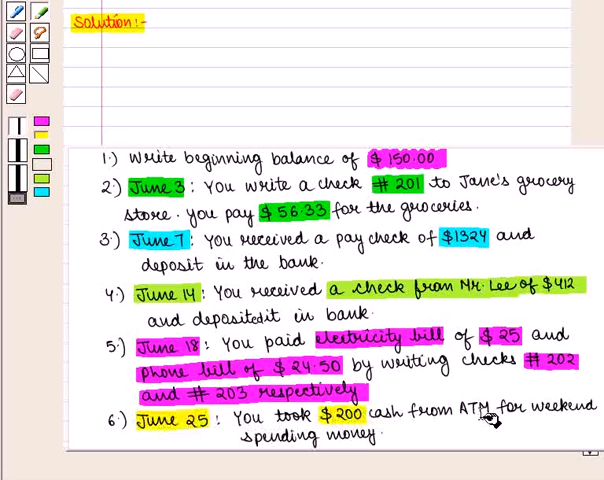 Solution:-
1.) Write beginning balance of $ 150.00
2.) June 3 : You write a check # 201 to Jane's grocery
store. You pay $ 56.33 for the groceries.
3.) June 7 : You received a pay check of $1324 and
deposit in the bank.
4.) June 14 : You received a check from Mr. Lee of $412
and deposited it in bank.
5.) June 18 : You paid electricity bill of $ 25 and
phone bill of $ 24.50 by writing checks # 202
and # 203 respectively
6.) June 25 : You took $ 200 cash from ATM for weekend
spending money.